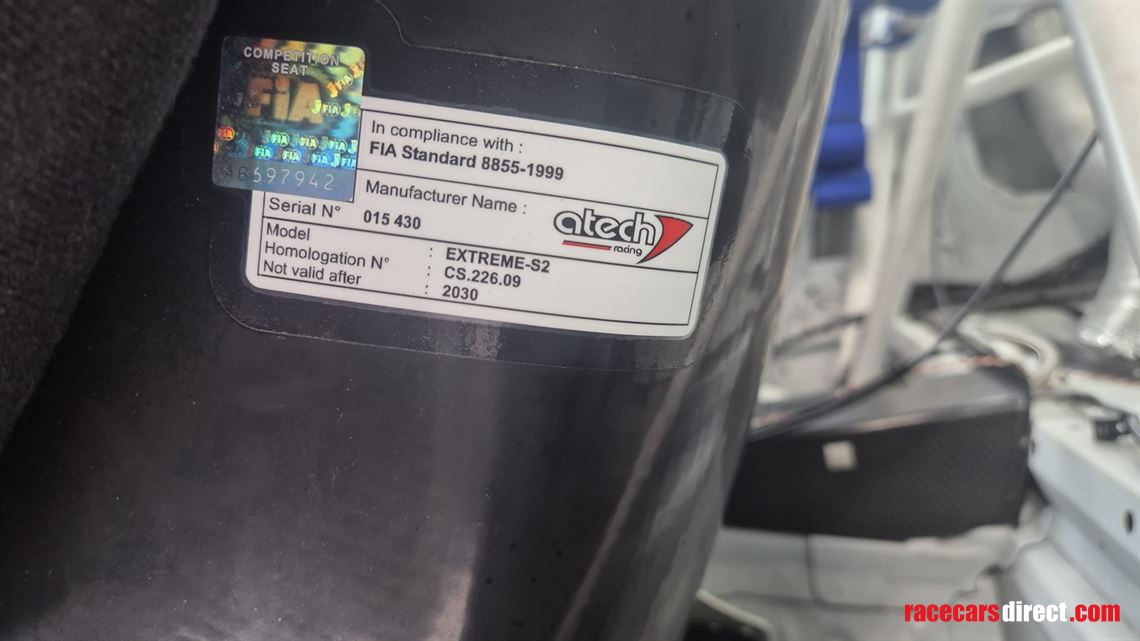 COMPETITION
SEAT
FIA
AB697942
In compliance with :
FIA Standard 8855-1999
Manufacturer Name :
atech
racing
Serial N° 015 430
Model : EXTREME-S2
Homologation N° : CS.226.09
Not valid after : 2030
racecarsdirect.com